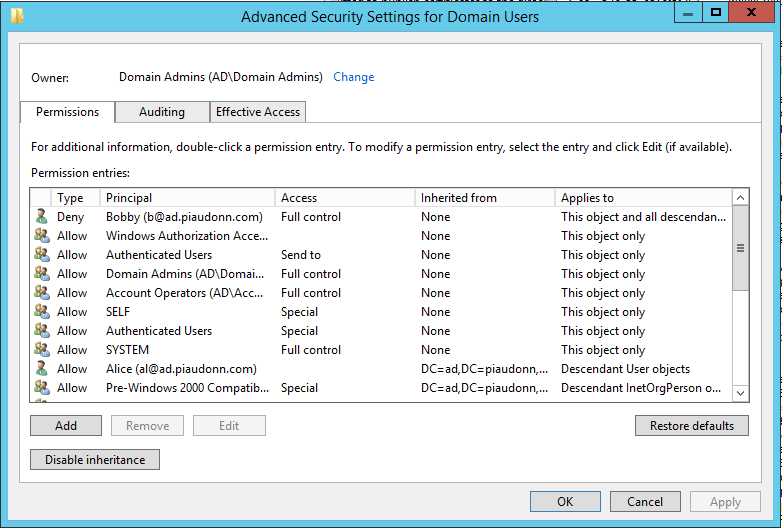 Advanced Security Settings for Domain Users
Owner: Domain Admins (AD\Domain Admins) Change
Permissions Auditing Effective Access
For additional information, double-click a permission entry. To modify a permission entry, select the entry and click Edit (if available).
Permission entries:
Type Principal Access Inherited from Applies to
Deny Bobby (b@ad.piaudonn.com) Full control None This object and all descendan...
Allow Windows Authorization Acce... None This object only
Allow Authenticated Users Send to None This object only
Allow Domain Admins (AD\Domai... Full control None This object only
Allow Account Operators (AD\Acc... Full control None This object only
Allow SELF Special None This object only
Allow Authenticated Users Special None This object only
Allow SYSTEM Full control None This object only
Allow Alice (al@ad.piaudonn.com) DC=ad,DC=piaudonn,... Descendant User objects
Allow Pre-Windows 2000 Compatib... Special DC=ad,DC=piaudonn,... Descendant InetOrgPerson o...
Add Remove Edit Restore defaults
Disable inheritance
OK Cancel Apply